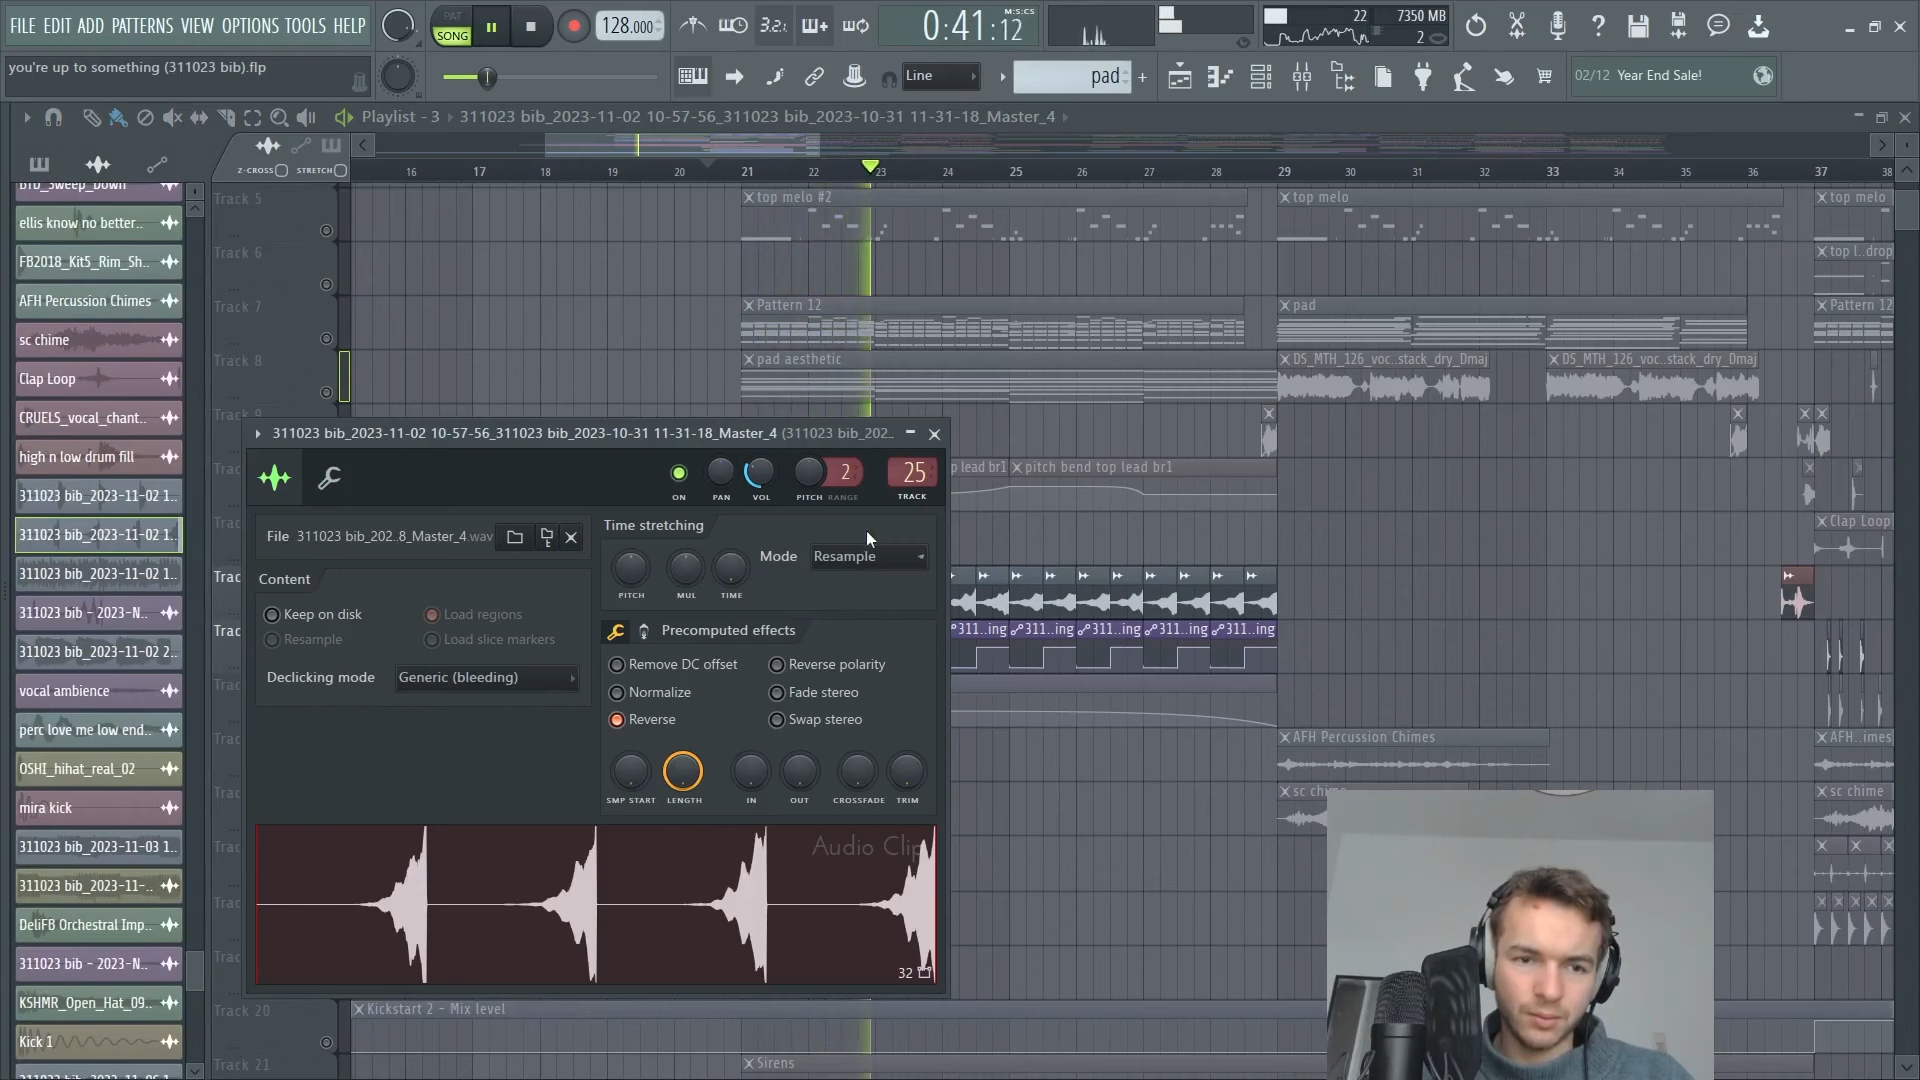 FILE EDIT ADD PATTERNS VIEW OPTIONS TOOLS HELP
PAT
SONG
128.000
3.2:
0:41:12
M:S:CS
22
7350 MB
2
you're up to something (311023 bib).flp
Line
pad
02/12 Year End Sale!
Playlist - 3 › 311023 bib_2023-11-02 10-57-56_311023 bib_2023-10-31 11-31-18_Master_4
Z-CROSS
STRETCH
16 17 18 19 20 21 22 23 24 25 26 27 28 29 30 31 32 33 34 35 36 37 38
BTD_Sweep_Down
ellis know no better..
FB2018_Kit5_Rim_Sh..
AFH Percussion Chimes
sc chime
Clap Loop
CRUELS_vocal_chant..
high n low drum fill
311023 bib_2023-11-02 1..
311023 bib_2023-11-02 1..
311023 bib_2023-11-02 1..
311023 bib - 2023-N..
311023 bib_2023-11-02 2..
vocal ambience
perc love me low end..
OSHI_hihat_real_02
mira kick
311023 bib_2023-11-03 1..
311023 bib_2023-11-..
DeliFB Orchestral Imp..
311023 bib - 2023-N..
KSHMR_Open_Hat_09..
Kick 1
Track 5
top melo #2
top melo
top melo
Track 6
top l..drop
Track 7
Pattern 12
pad
Pattern 12
Track 8
pad aesthetic
DS_MTH_126_voc..stack_dry_Dmaj
DS_MTH_126_voc..stack_dry_Dmaj
Track 9
p lead br1
pitch bend top lead br1
Clap Loop
311...ing
311...ing
311...ing
311...ing
311...ing
AFH Percussion Chimes
AFH..imes
sc chime
sc chime
Track 20
Kickstart 2 - Mix level
Track 21
Sirens
311023 bib_2023-11-02 10-57-56_311023 bib_2023-10-31 11-31-18_Master_4 (311023 bib_202..
ON
PAN
VOL
PITCH
RANGE
2
25
TRACK
File 311023 bib_202..8_Master_4.wav
Content
Keep on disk
Load regions
Resample
Load slice markers
Declicking mode
Generic (bleeding)
Time stretching
PITCH
MUL
TIME
Mode
Resample
Precomputed effects
Remove DC offset
Reverse polarity
Normalize
Fade stereo
Reverse
Swap stereo
SMP START
LENGTH
IN
OUT
CROSSFADE
TRIM
Audio Clip
32